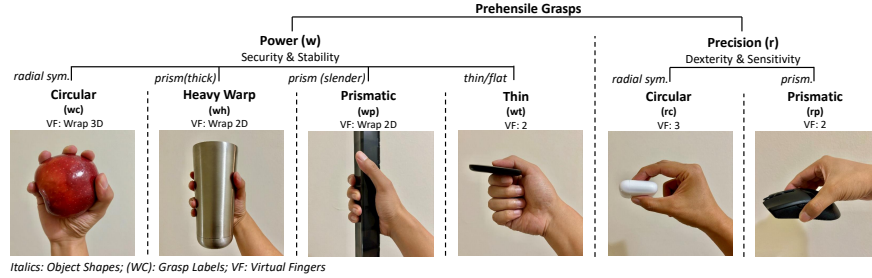 Prehensile Grasps
Power (w)
Security & Stability
Precision (r)
Dexterity & Sensitivity
radial sym.
prism(thick)
prism (slender)
thin/flat
radial sym.
prism.
Circular
(wc)
VF: Wrap 3D
Heavy Warp
(wh)
VF: Wrap 2D
Prismatic
(wp)
VF: Wrap 2D
Thin
(wt)
VF: 2
Circular
(rc)
VF: 3
Prismatic
(rp)
VF: 2
Italics: Object Shapes; (WC): Grasp Labels; VF: Virtual Fingers